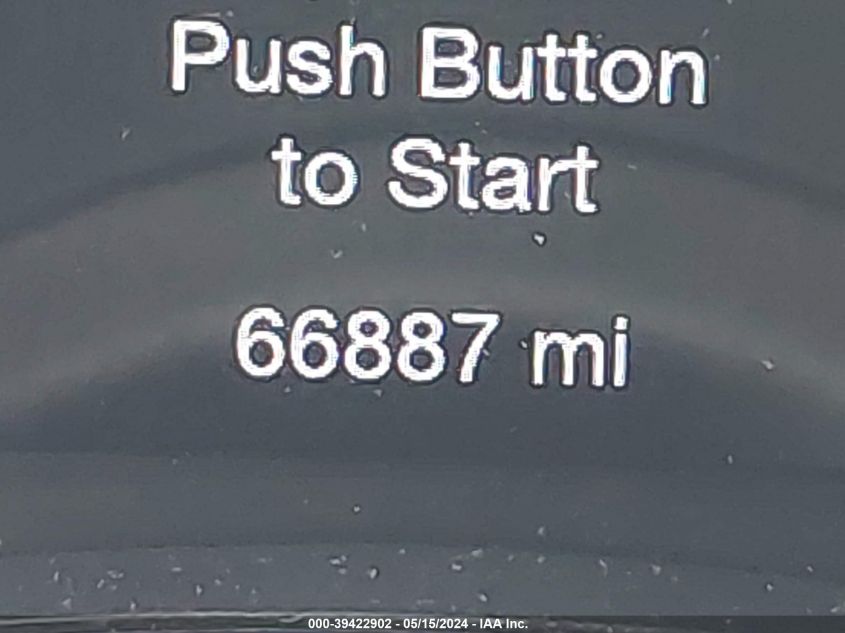 Push Button
to Start
66887 mi
000-39422902 - 05/15/2024 - IAA Inc.